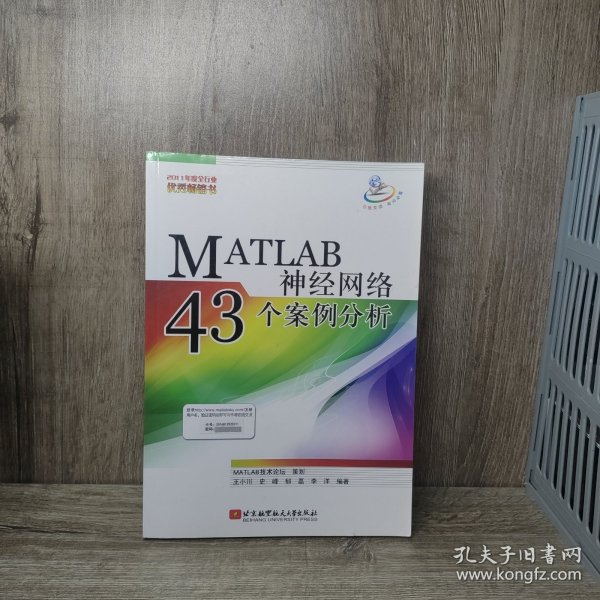 2011年度全行业
优秀畅销书
MATLAB
神经网络
43个案例分析
MATLAB技术论坛 策划
王小川 史峰 郁磊 李洋 编著
北京航空航天大学出版社
BEIHANG UNIVERSITY PRESS
孔夫子旧书网
www.kongfz.com